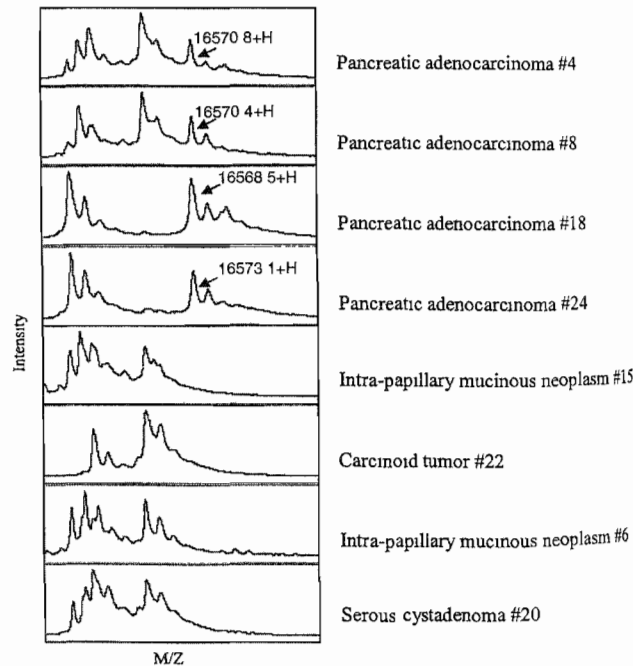 16570 8+H
Pancreatic adenocarcinoma #4
16570 4+H
Pancreatic adenocarcinoma #8
16568 5+H
Pancreatic adenocarcinoma #18
16573 1+H
Pancreatic adenocarcinoma #24
Intensity
Intra-papillary mucinous neoplasm #15
Carcinoid tumor #22
Intra-papillary mucinous neoplasm #6
Serous cystadenoma #20
M/Z